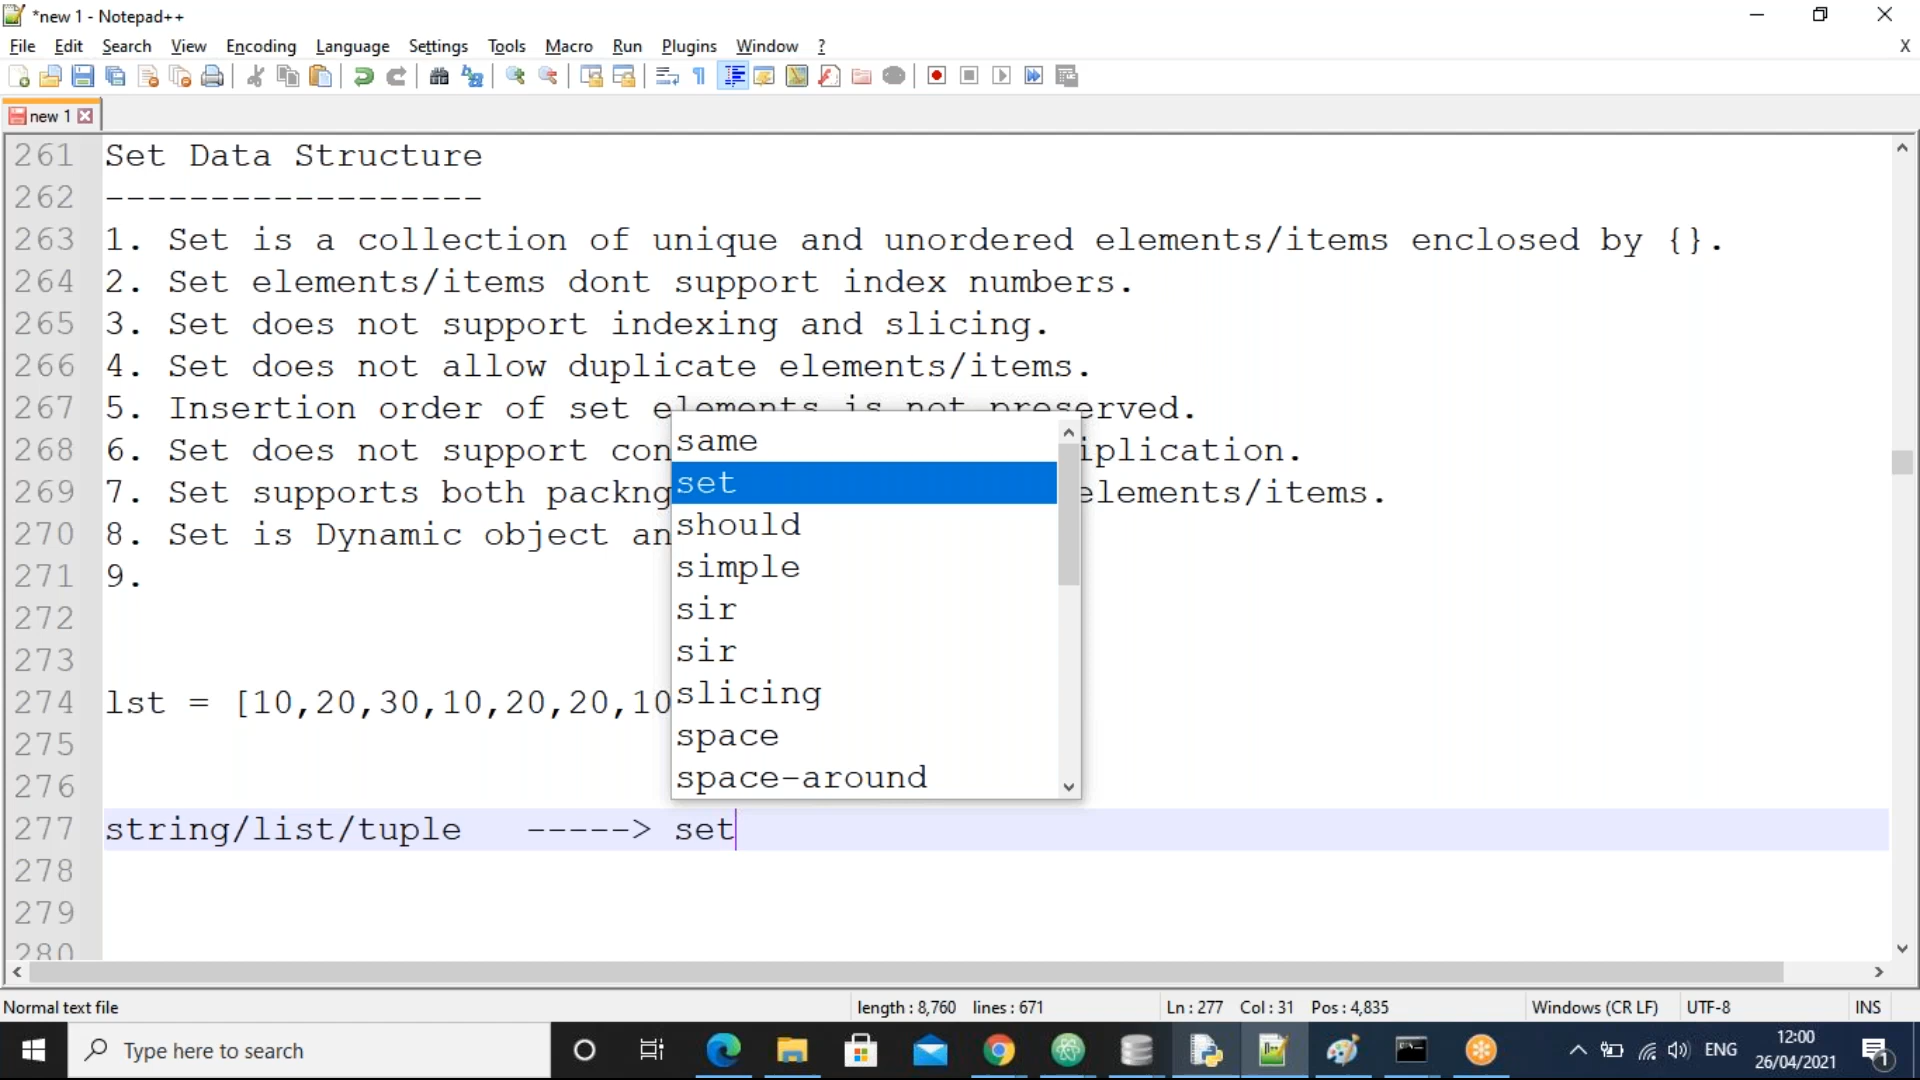 *new 1 - Notepad++
File Edit Search View Encoding Language Settings Tools Macro Run Plugins Window ? X
new 1
261 Set Data Structure
262 ------------------
263 1. Set is a collection of unique and unordered elements/items enclosed by {}.
264 2. Set elements/items dont support index numbers.
265 3. Set does not support indexing and slicing.
266 4. Set does not allow duplicate elements/items.
267 5. Insertion order of set elements is not preserved.
268 6. Set does not support con iplication.
269 7. Set supports both packng elements/items.
270 8. Set is Dynamic object an
271 9.
272
273
274 lst = [10,20,30,10,20,20,10
275
276
277 string/list/tuple -----> set
278
279
280
same
set
should
simple
sir
sir
slicing
space
space-around
Normal text file length : 8,760 lines : 671 Ln : 277 Col : 31 Pos : 4,835 Windows (CR LF) UTF-8 INS
Type here to search ENG 12:00
26/04/2021 1